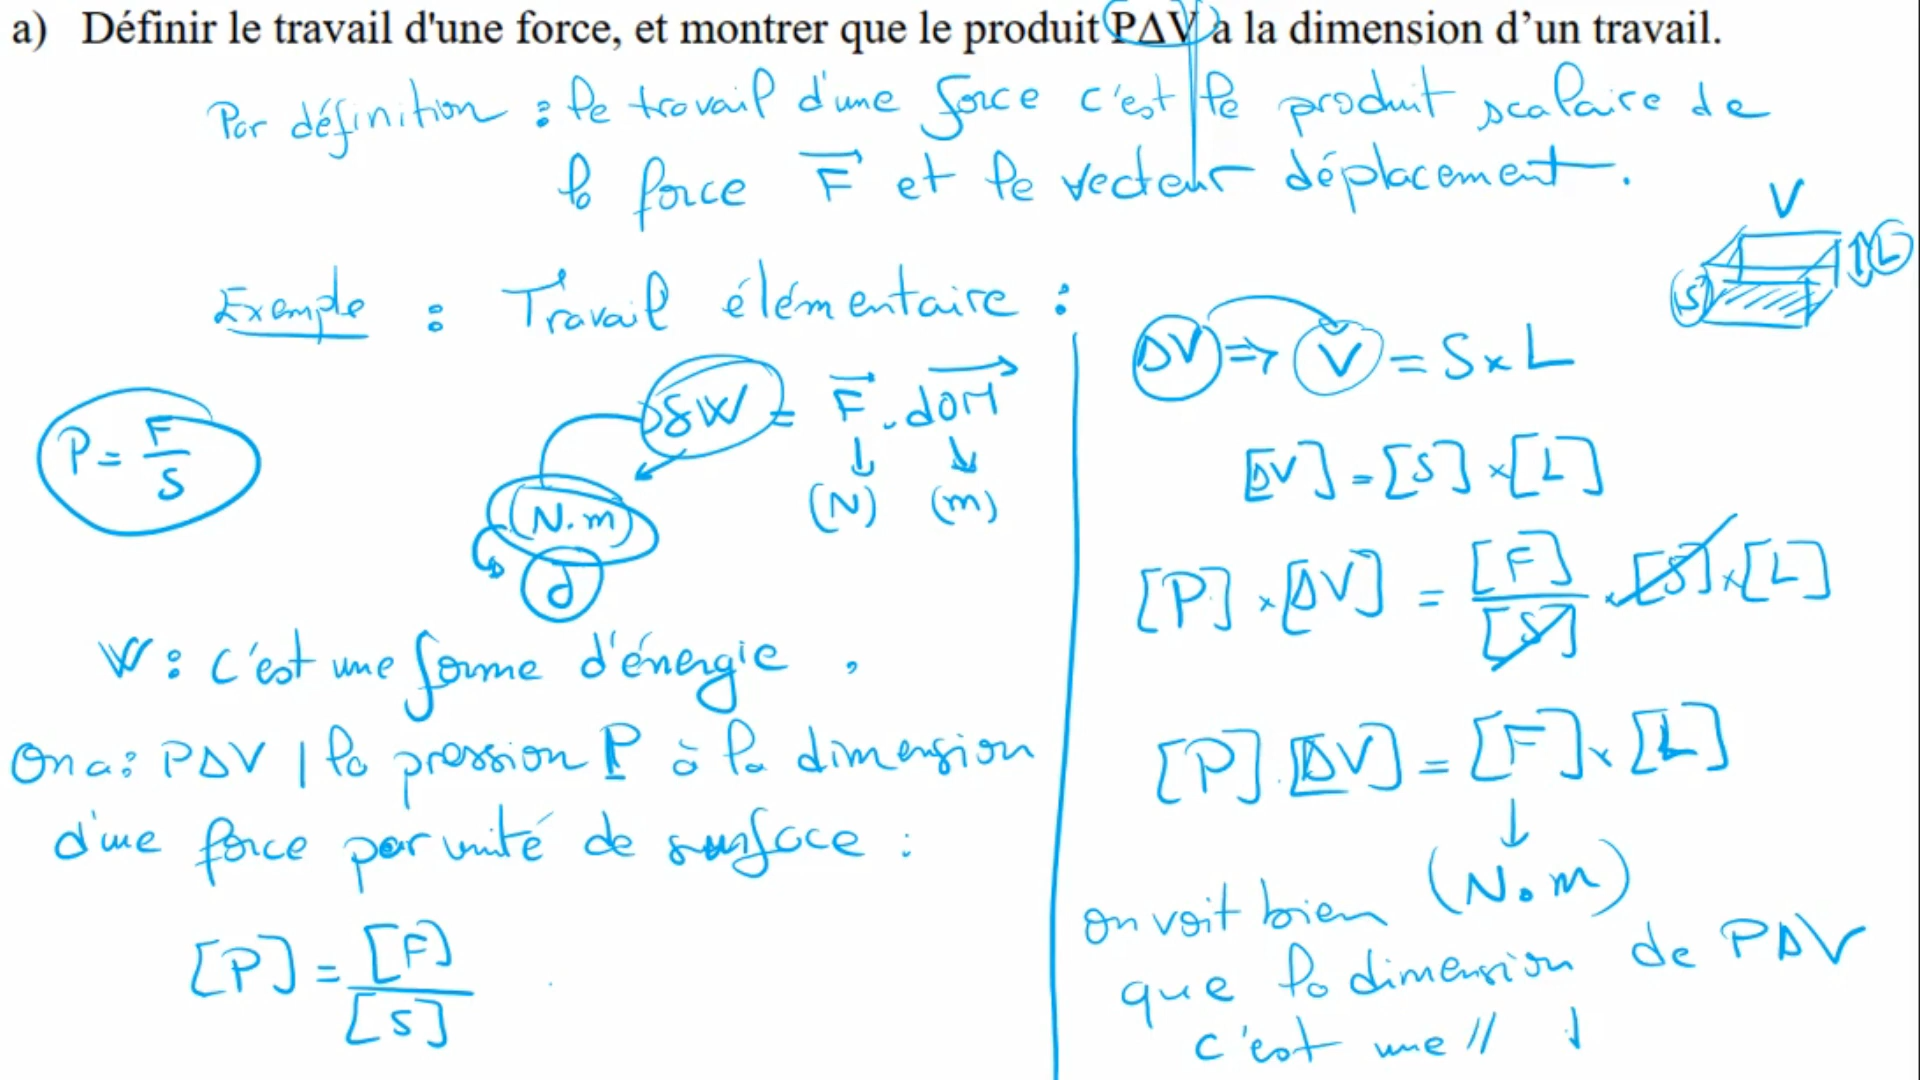 a) Définir le travail d'une force, et montrer que le produit PΔV a la dimension d’un travail.
Par définition : le travail d'une force c'est le produit scalaire de
la force F et le vecteur déplacement.
Exemple : Travail élémentaire :
δW = F . dOM
(N) (m)
(N.m)
J
P = F/S
W : c'est une forme d'énergie .
On a : PΔV | la pression P à la dimension
d'une force par unité de surface :
[P] = [F]/[S]
V
S
L
ΔV ⇒ V = S x L
[ΔV] = [S] x [L]
[P] x [ΔV] = [F]/[S] x [S] x [L]
[P] . [ΔV] = [F] x [L]
(N.m)
on voit bien
que la dimension de PΔV
c'est une //